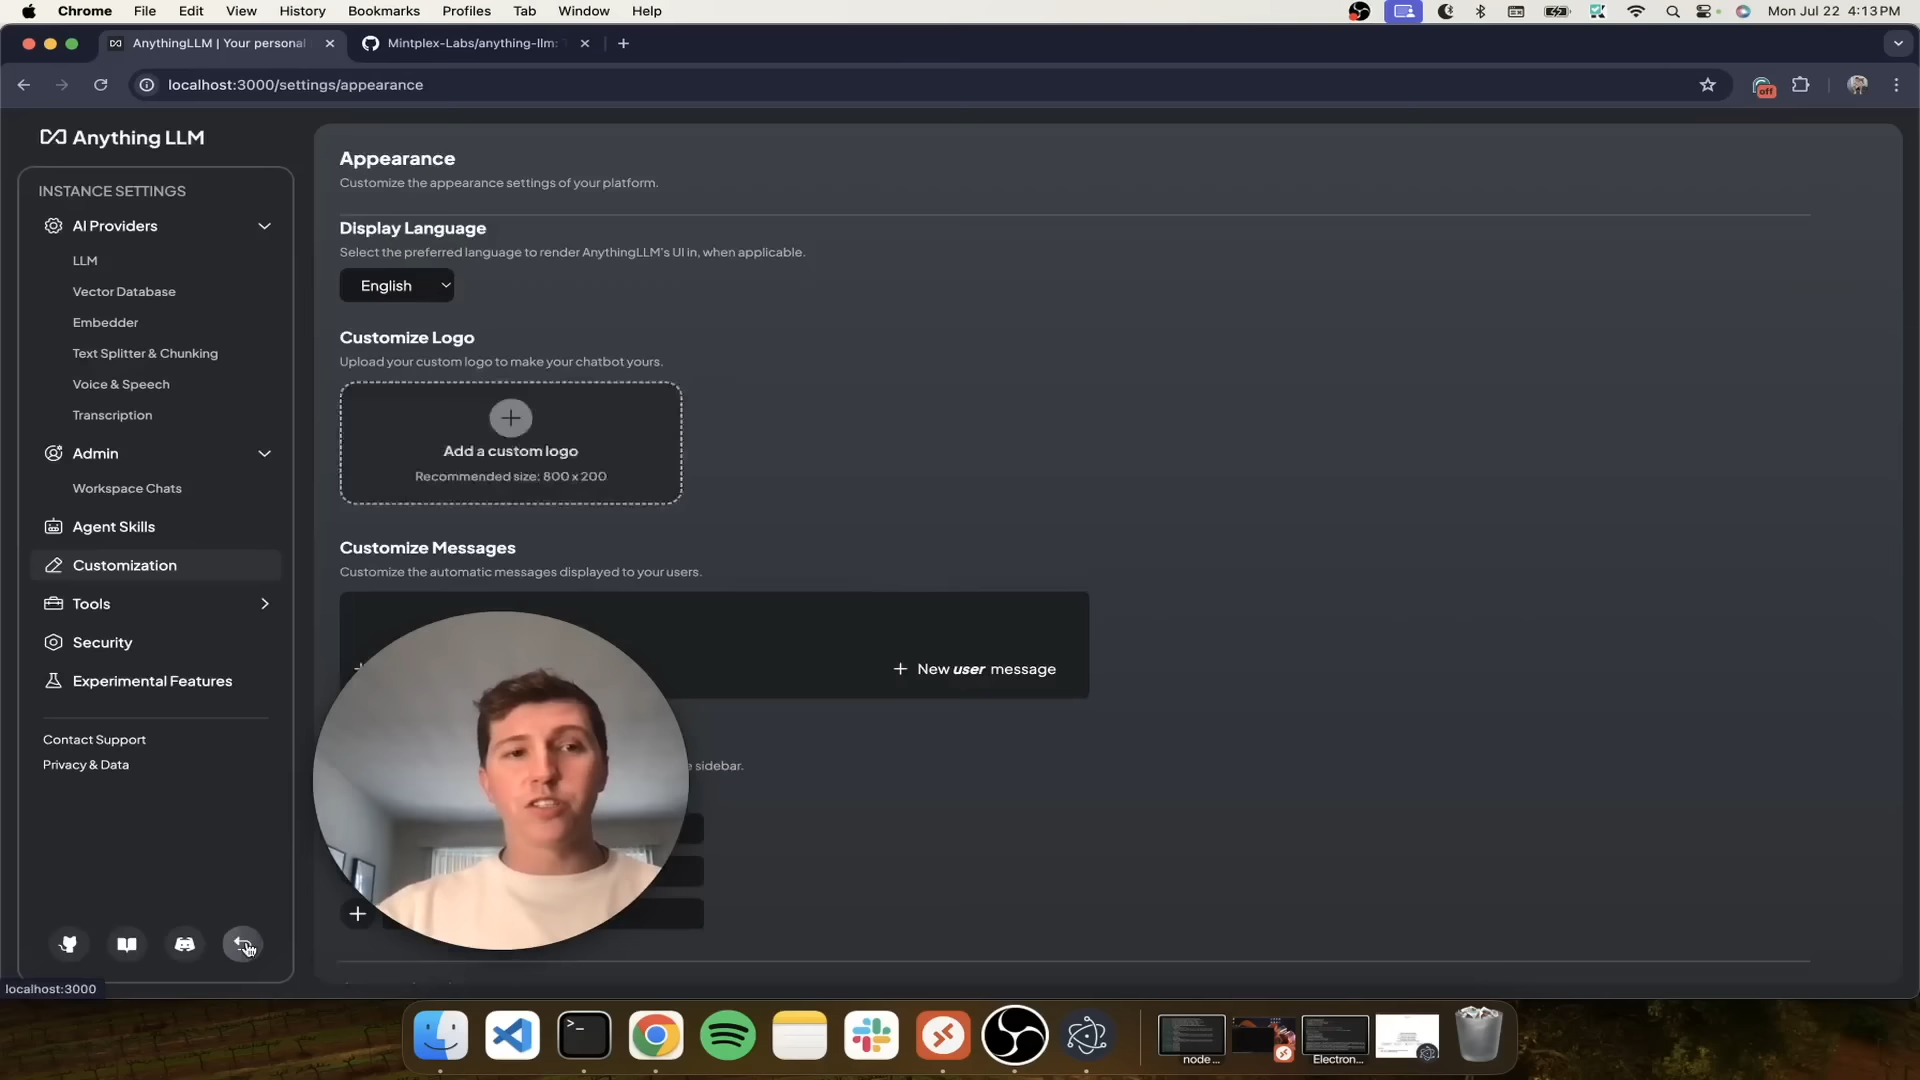 Chrome File Edit View History Bookmarks Profiles Tab Window Help
Mon Jul 22 4:13 PM
AnythingLLM | Your personal
Mintplex-Labs/anything-llm:
localhost:3000/settings/appearance
off
Anything LLM
INSTANCE SETTINGS
AI Providers
LLM
Vector Database
Embedder
Text Splitter & Chunking
Voice & Speech
Transcription
Admin
Workspace Chats
Agent Skills
Customization
Tools
Security
Experimental Features
Contact Support
Privacy & Data
localhost:3000
Appearance
Customize the appearance settings of your platform.
Display Language
Select the preferred language to render AnythingLLM's UI in, when applicable.
English
Customize Logo
Upload your custom logo to make your chatbot yours.
Add a custom logo
Recommended size: 800 x 200
Customize Messages
Customize the automatic messages displayed to your users.
New user message
sidebar.
node ...
Electron...